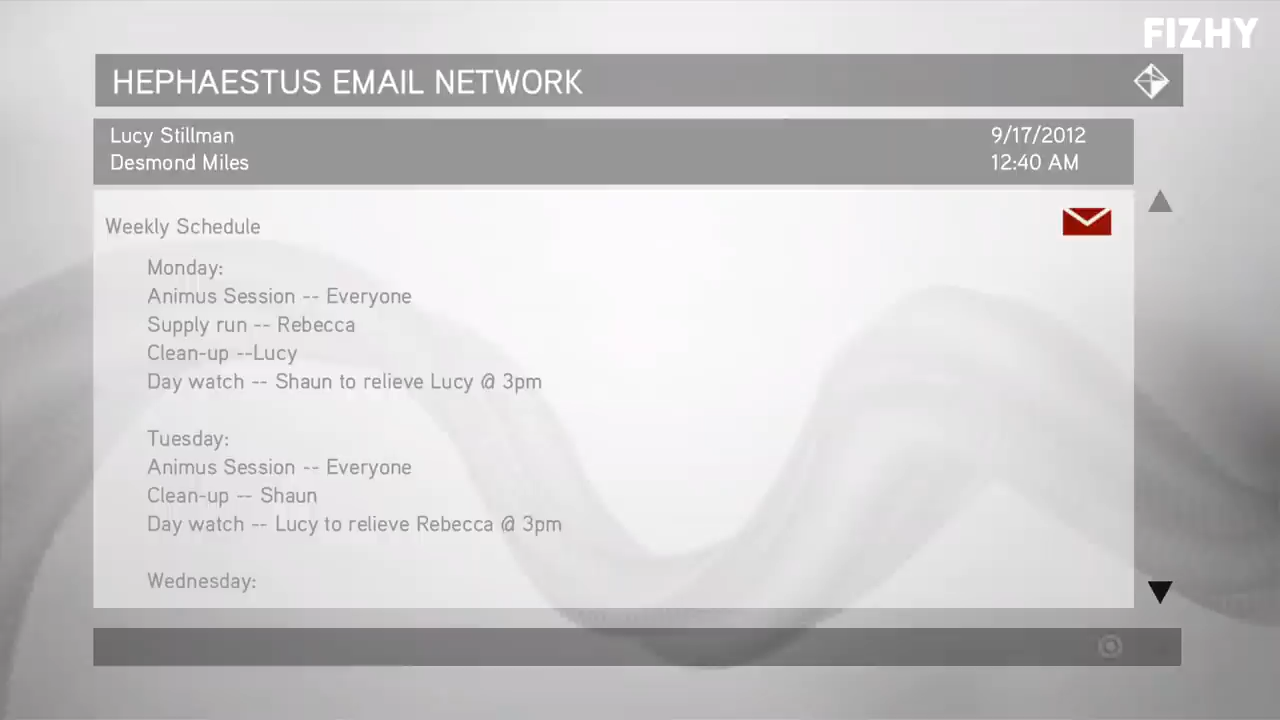 FIZHY
HEPHAESTUS EMAIL NETWORK
Lucy Stillman
9/17/2012
Desmond Miles
12:40 AM
Weekly Schedule
Monday:
Animus Session -- Everyone
Supply run -- Rebecca
Clean-up --Lucy
Day watch -- Shaun to relieve Lucy @ 3pm
Tuesday:
Animus Session -- Everyone
Clean-up -- Shaun
Day watch -- Lucy to relieve Rebecca @ 3pm
Wednesday: